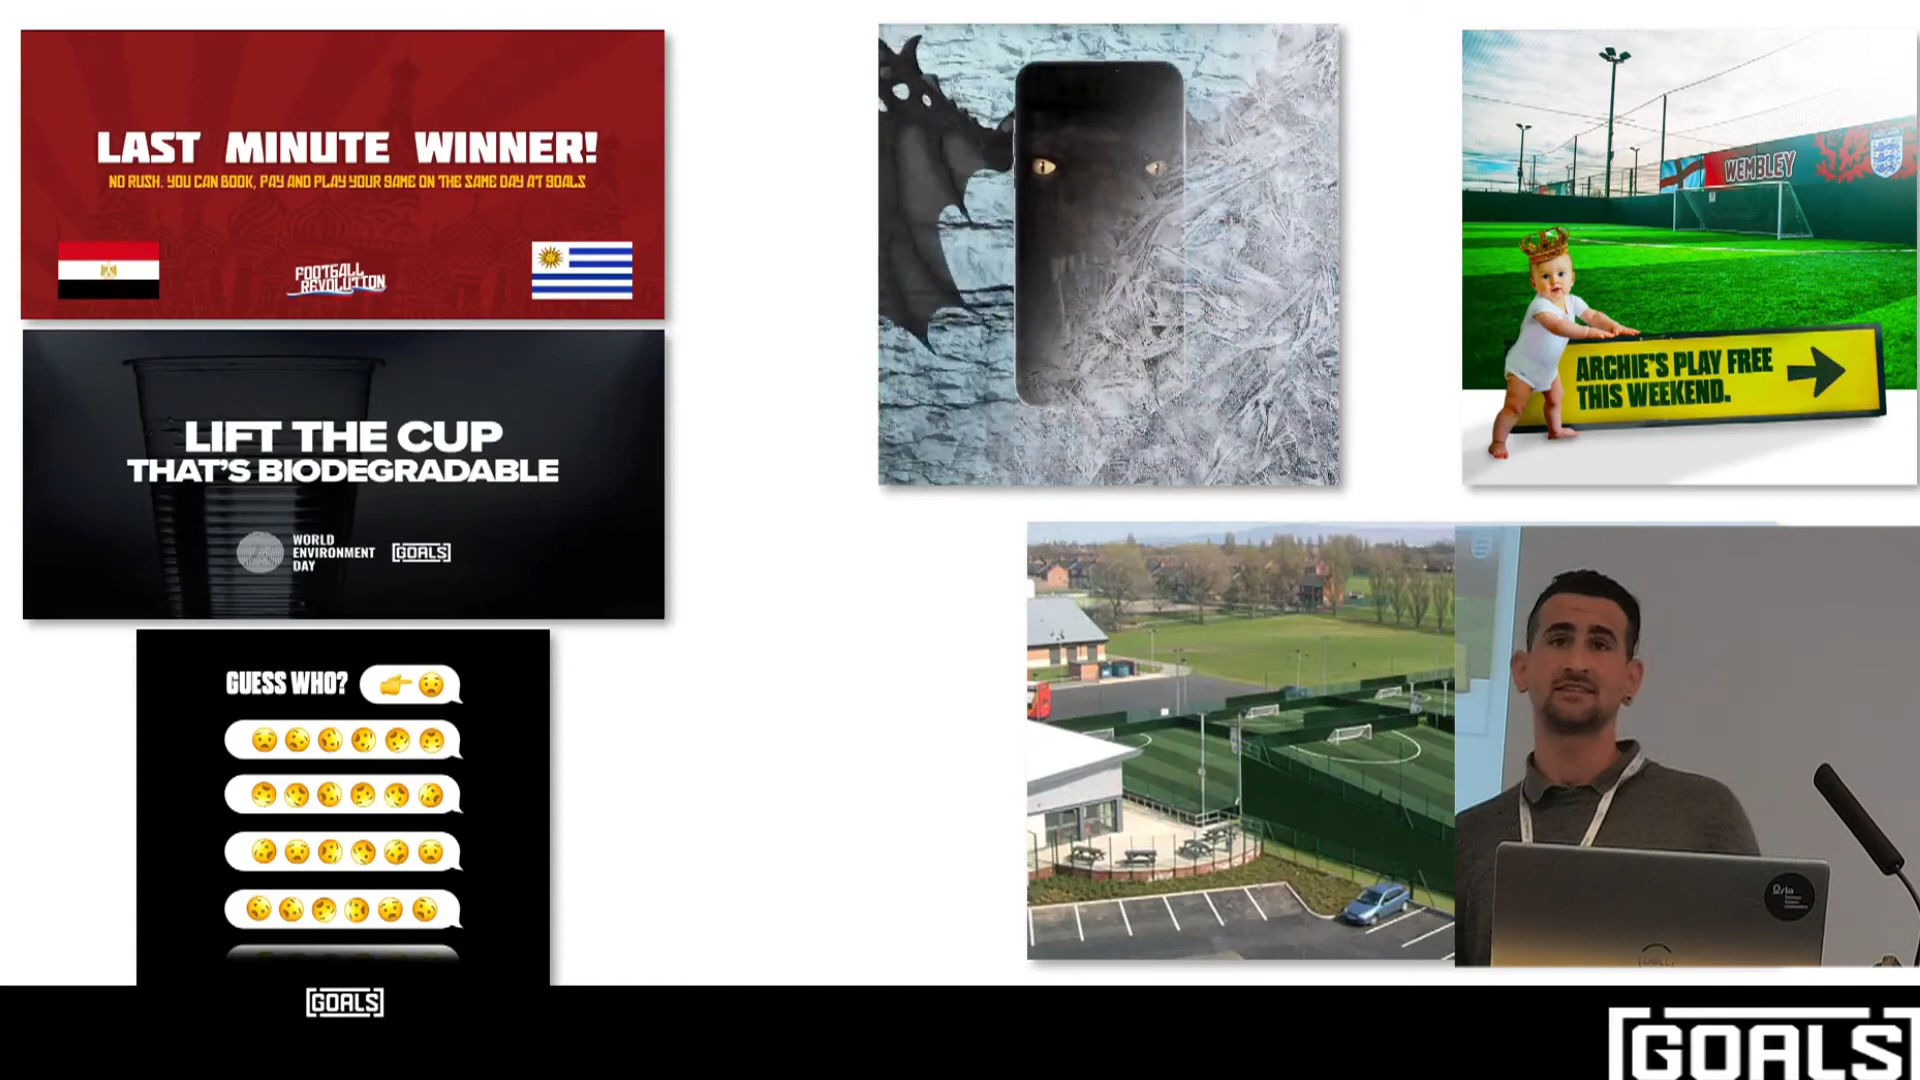 LAST MINUTE WINNER!
NO RUSH. YOU CAN BOOK, PAY AND PLAY YOUR GAME ON THE SAME DAY AT GOALS
FOOTBALL
REVOLUTION
LIFT THE CUP
THAT'S BIODEGRADABLE
WORLD
ENVIRONMENT
DAY
GOALS
GUESS WHO?
GOALS
WEMBLEY
ARCHIE'S PLAY FREE
THIS WEEKEND.
DELL
GOALS